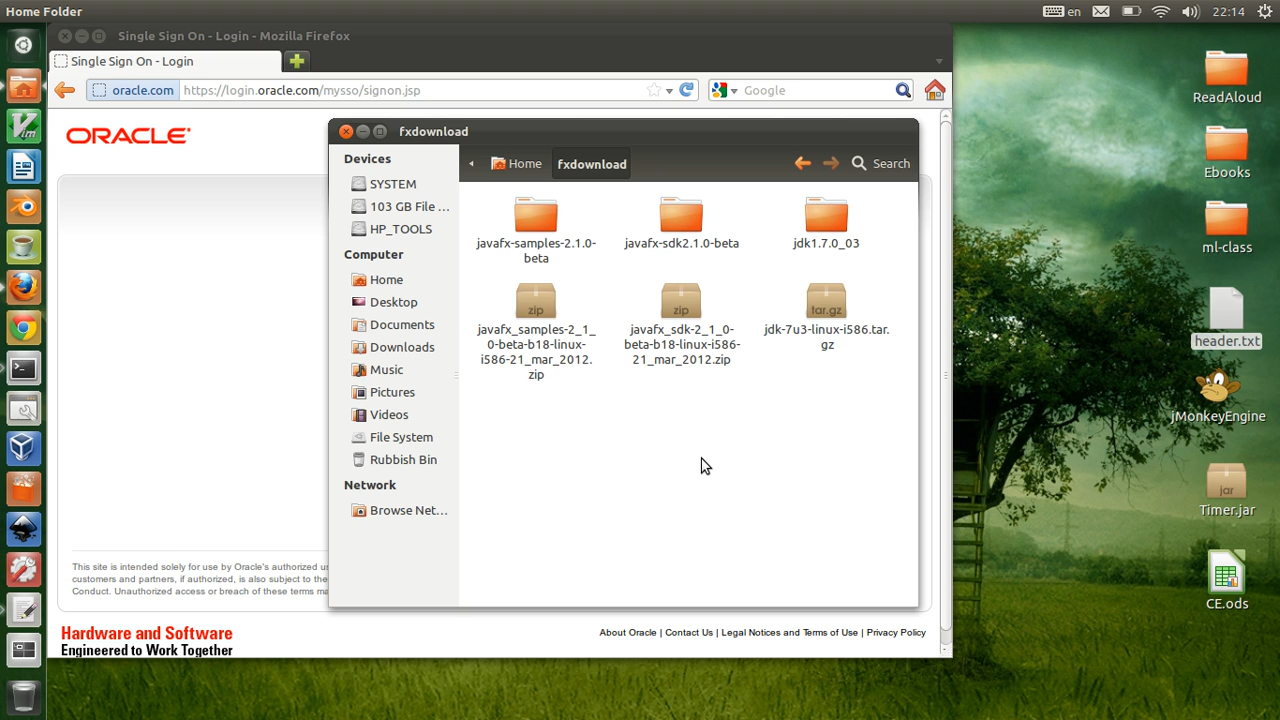 Home Folder
en
22:14
Single Sign On - Login - Mozilla Firefox
Single Sign On - Login
oracle.com
https://login.oracle.com/mysso/signon.jsp
Google
ORACLE
fxdownload
Devices
SYSTEM
103 GB File ...
HP_TOOLS
Computer
Home
Desktop
Documents
Downloads
Music
Pictures
Videos
File System
Rubbish Bin
Network
Browse Net...
Home
fxdownload
Search
javafx-samples-2.1.0-
beta
javafx-sdk2.1.0-beta
jdk1.7.0_03
zip
javafx_samples-2_1_
0-beta-b18-linux-
i586-21_mar_2012.
zip
zip
javafx_sdk-2_1_0-
beta-b18-linux-i586-
21_mar_2012.zip
tar.gz
jdk-7u3-linux-i586.tar.
gz
This site is intended solely for use by Oracle's authorized
customers and partners, if authorized, is also subject to the
Conduct. Unauthorized access or breach of these terms
Hardware and Software
Engineered to Work Together
About Oracle | Contact Us | Legal Notices and Terms of Use | Privacy Policy
ReadAloud
Ebooks
ml-class
header.txt
jMonkeyEngine
jar
Timer.jar
CE.ods